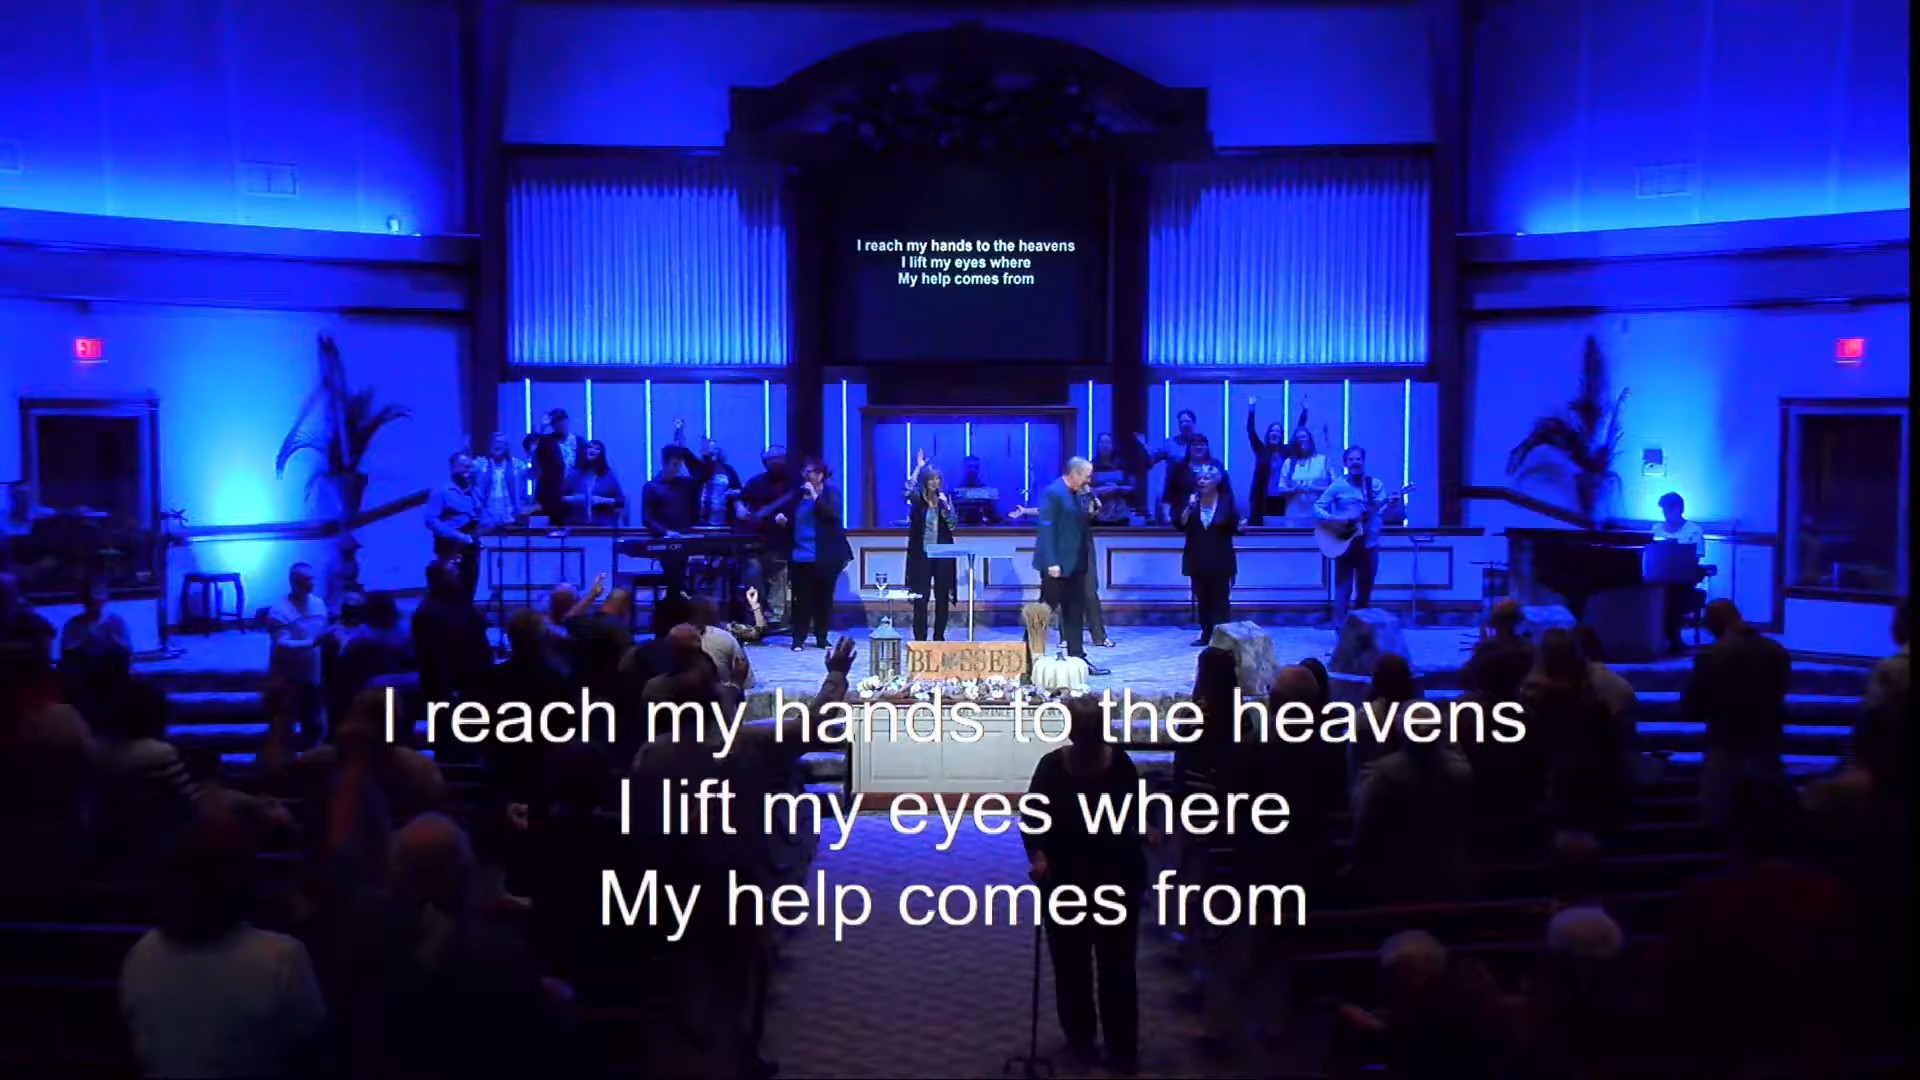 I reach my hands to the heavens
I lift my eyes where
My help comes from
BLESSED
I reach my hands to the heavens
I lift my eyes where
My help comes from